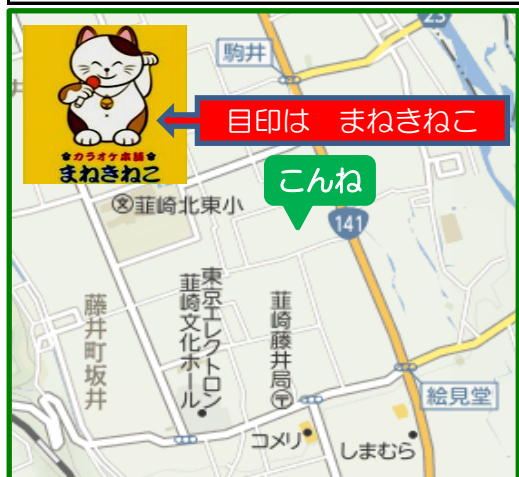 23
駒井
目印は　まねきねこ
カラオケ本舗
まねきねこ
こんね
文韮崎北東小
141
藤井町坂井
東京エレクトロン
韮崎文化ホール
韮崎藤井局〒
絵見堂
コメリ
しまむら